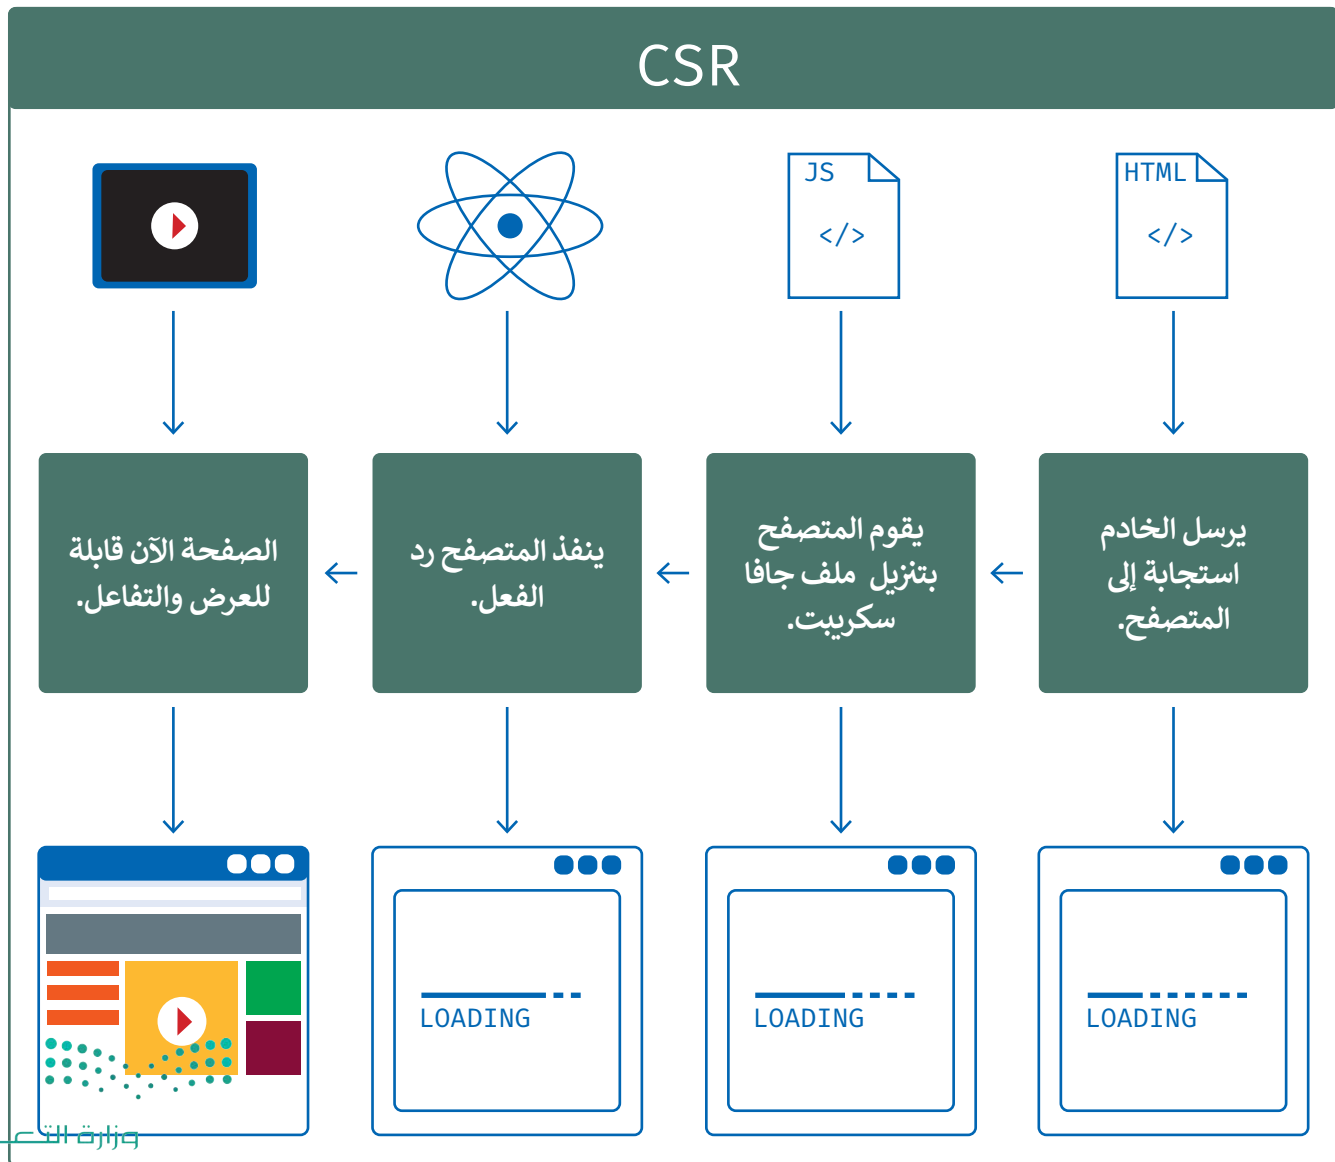 CSR
HTML
</>
JS
</>
يرسل الخادم
استجابة إلى
المتصفح.
يقوم المتصفح
بتنزيل ملف جافا
سكريبت.
ينفذ المتصفح رد
الفعل.
الصفحة الآن قابلة
للعرض والتفاعل.
LOADING
LOADING
LOADING
وزارة